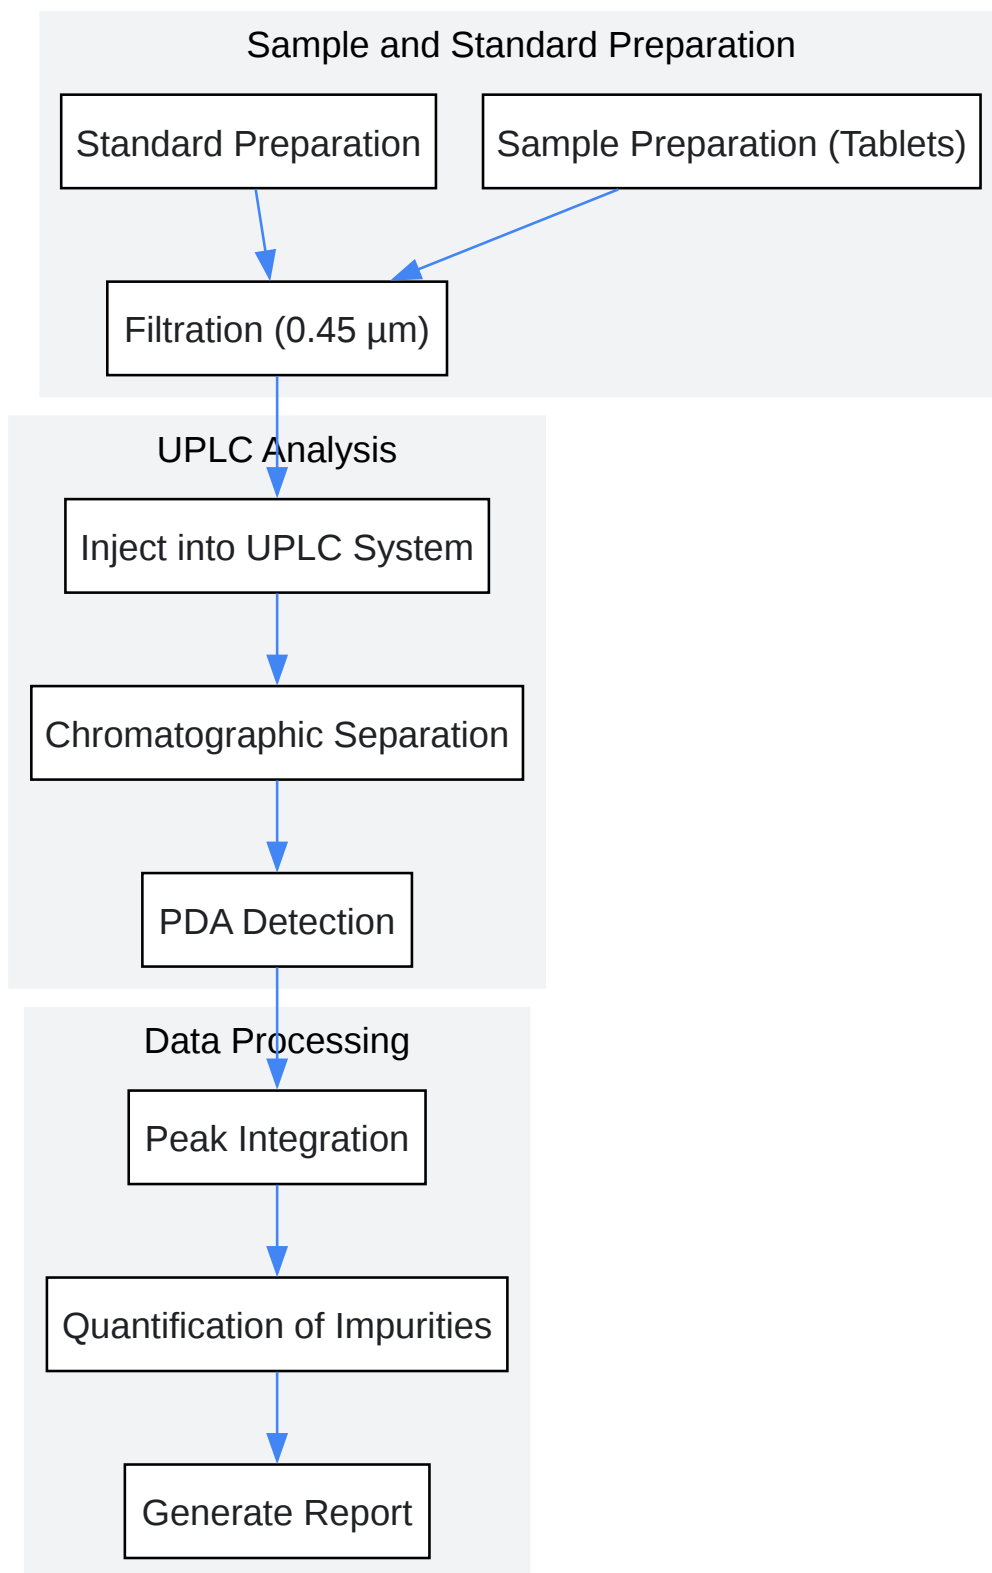 Sample and Standard Preparation
Standard Preparation
Sample Preparation (Tablets)
Filtration (0.45 µm)
UPLC Analysis
Inject into UPLC System
Chromatographic Separation
PDA Detection
Data Processing
Peak Integration
Quantification of Impurities
Generate Report